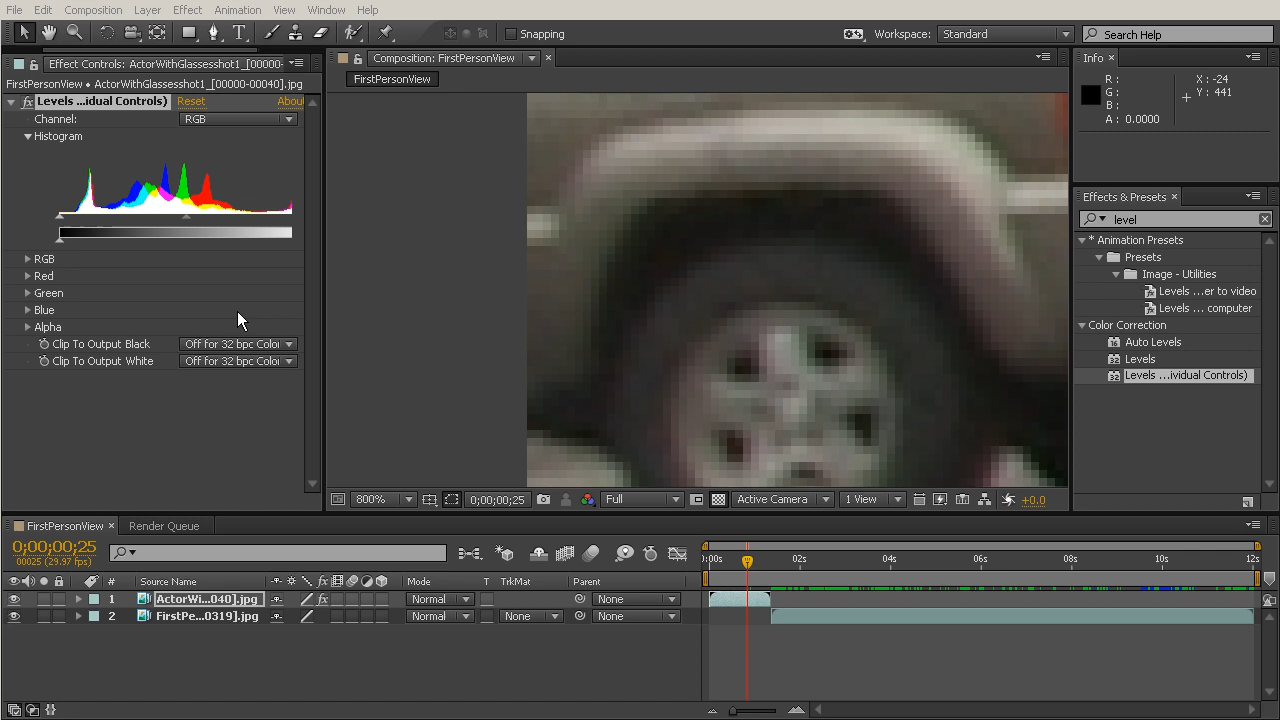 File Edit Composition Layer Effect Animation View Window Help
Snapping Workspace: Standard Search Help
Effect Controls: ActorWithGlassesshot1_[00000-
FirstPersonView • ActorWithGlassesshot1_[00000-00040].jpg
fx Levels ...idual Controls) Reset Abou
Channel: RGB
Histogram
RGB
Red
Green
Blue
Alpha
Clip To Output Black Off for 32 bpc Color
Clip To Output White Off for 32 bpc Color
Composition: FirstPersonView
FirstPersonView
800% 0;00;00;25 Full Active Camera 1 View +0.0
Info
R : X : -24
G : Y : 441
B :
A : 0.0000
Effects & Presets
level
* Animation Presets
Presets
Image - Utilities
Levels ...er to video
Levels ... computer
Color Correction
Auto Levels
Levels
Levels ...ividual Controls)
FirstPersonView Render Queue
0;00;00;25
00025 (29.97 fps)
):00s 02s 04s 06s 08s 10s 12s
# Source Name fx Mode T TrkMat Parent
1 ActorWi...040].jpg fx Normal None
2 FirstPe...0319].jpg Normal None None